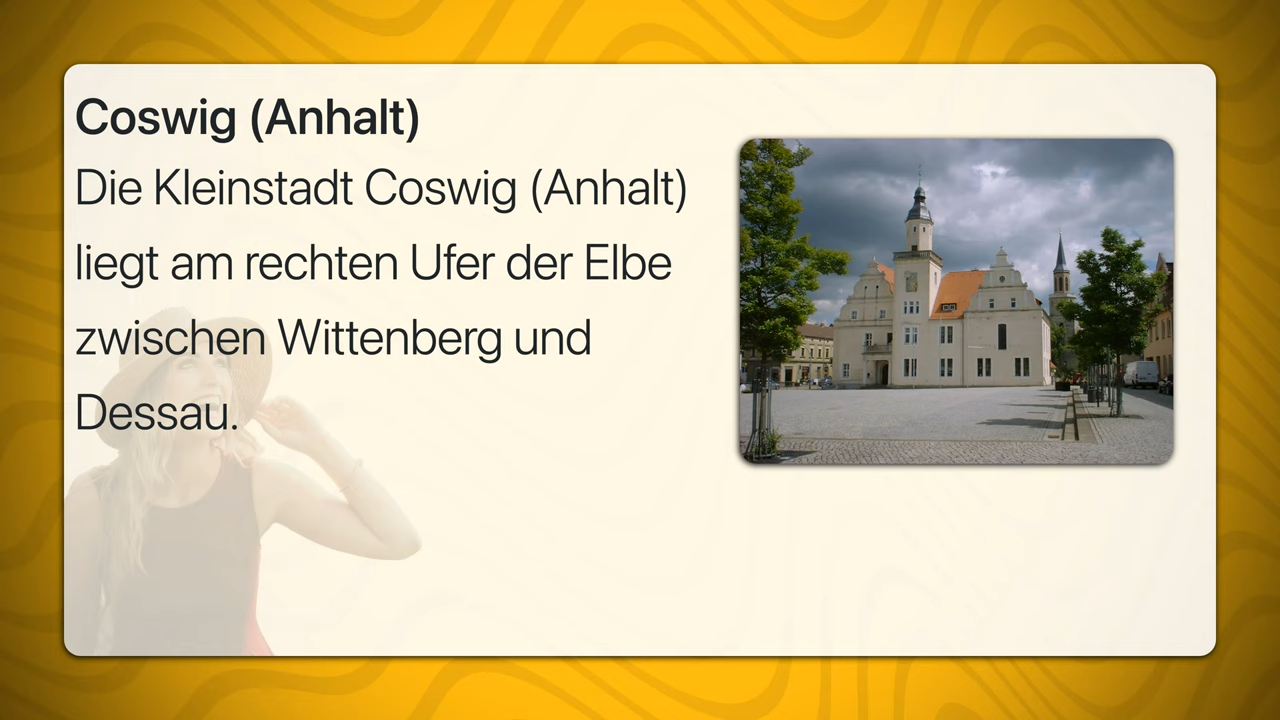 Coswig (Anhalt)
Die Kleinstadt Coswig (Anhalt)
liegt am rechten Ufer der Elbe
zwischen Wittenberg und
Dessau.